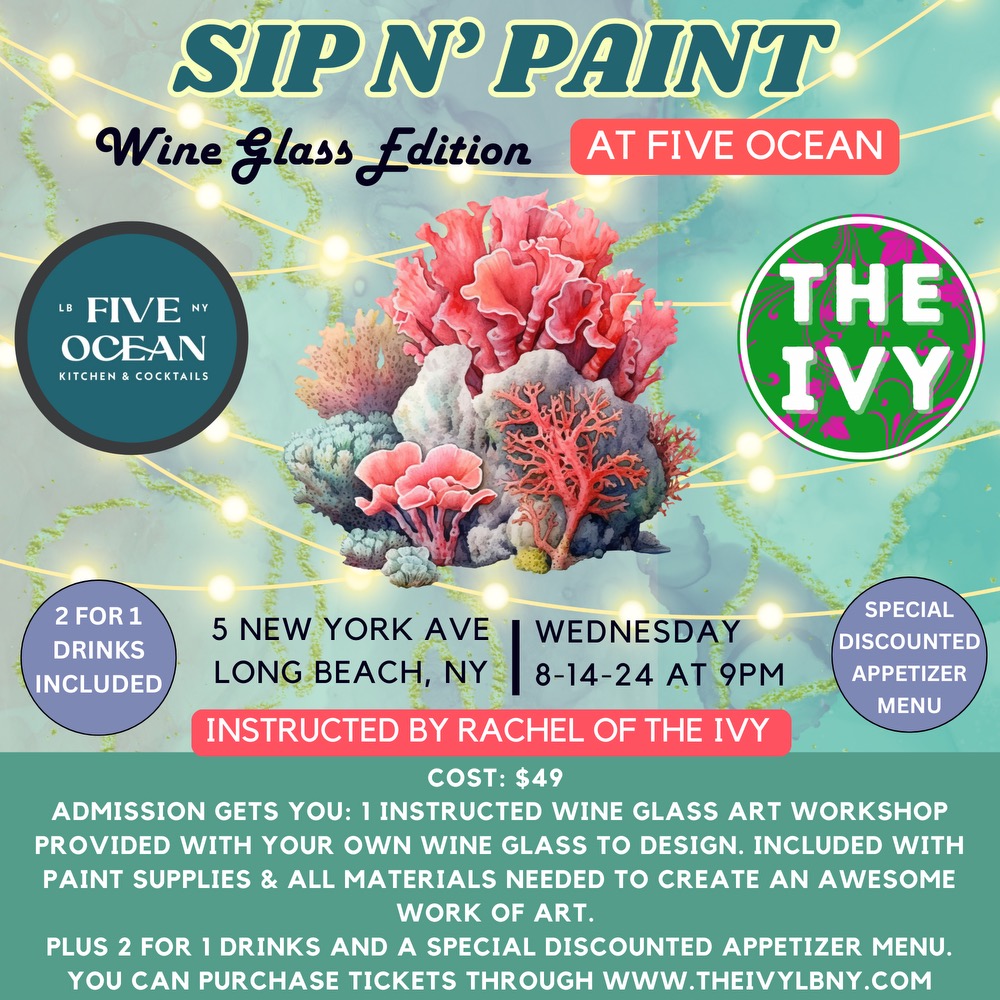 SIP N' PAINT
Wine Glass Edition
AT FIVE OCEAN
LB FIVE NY
OCEAN
KITCHEN & COCKTAILS
THE
IVY
2 FOR 1
DRINKS
INCLUDED
5 NEW YORK AVE
LONG BEACH, NY
WEDNESDAY
8-14-24 AT 9PM
SPECIAL
DISCOUNTED
APPETIZER
MENU
INSTRUCTED BY RACHEL OF THE IVY
COST: $49
ADMISSION GETS YOU: 1 INSTRUCTED WINE GLASS ART WORKSHOP
PROVIDED WITH YOUR OWN WINE GLASS TO DESIGN. INCLUDED WITH
PAINT SUPPLIES & ALL MATERIALS NEEDED TO CREATE AN AWESOME
WORK OF ART.
PLUS 2 FOR 1 DRINKS AND A SPECIAL DISCOUNTED APPETIZER MENU.
YOU CAN PURCHASE TICKETS THROUGH WWW.THEIVYLBNY.COM